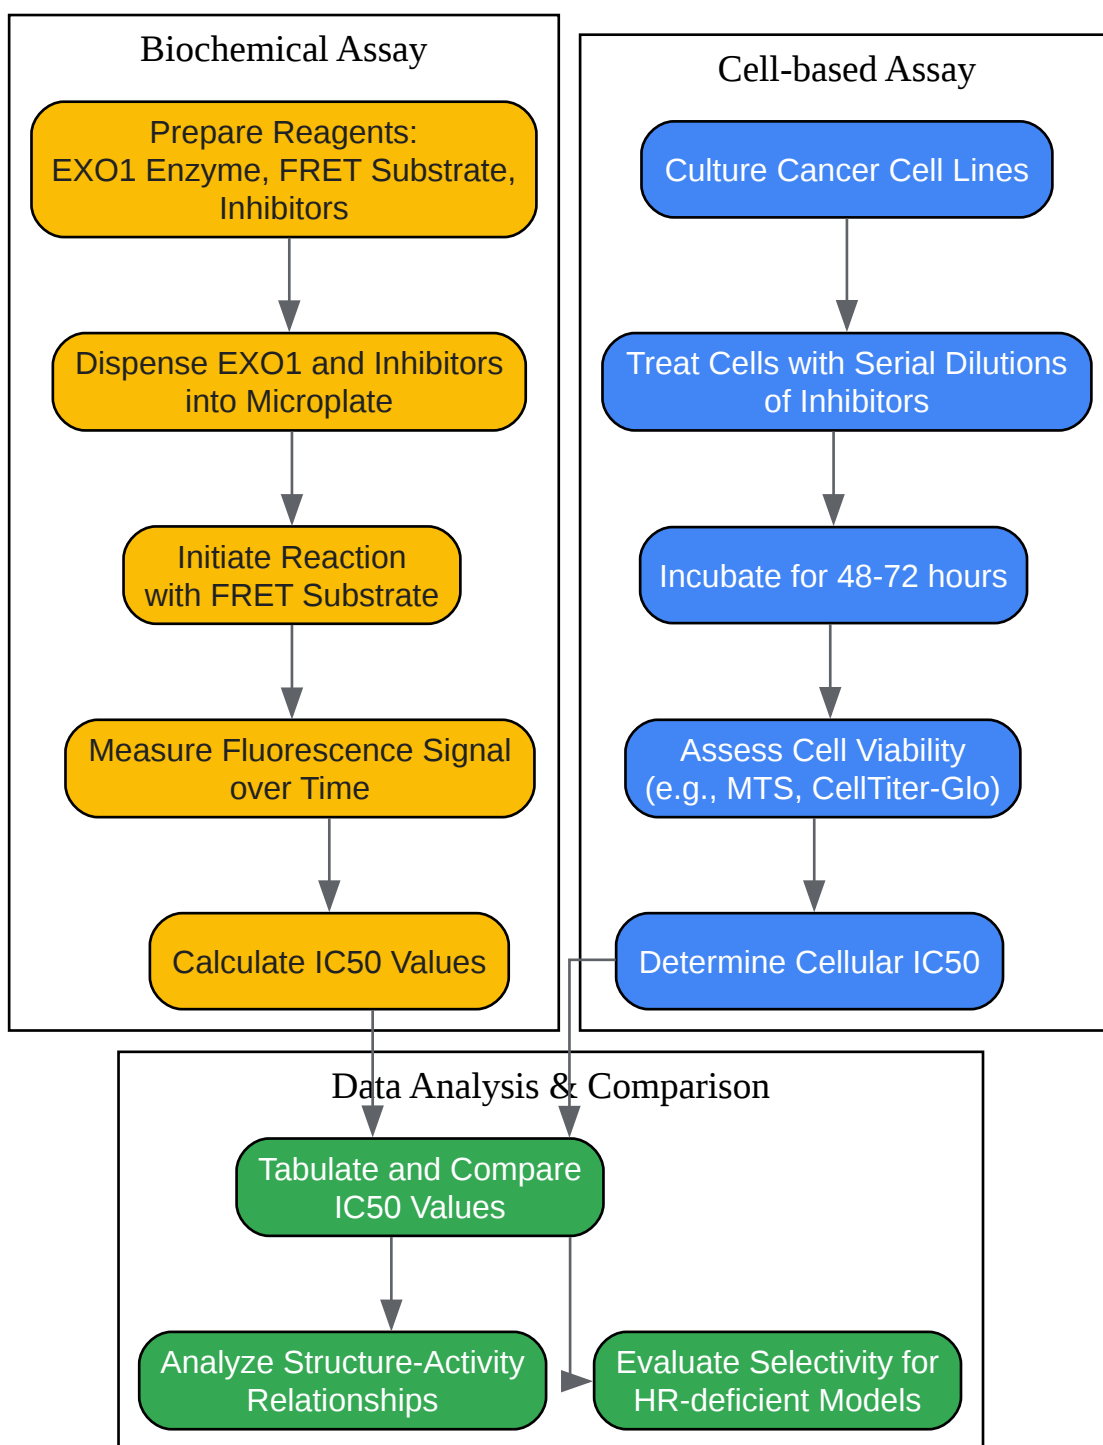 Biochemical Assay
Prepare Reagents:
EXO1 Enzyme, FRET Substrate,
Inhibitors
Dispense EXO1 and Inhibitors
into Microplate
Initiate Reaction
with FRET Substrate
Measure Fluorescence Signal
over Time
Calculate IC50 Values
Cell-based Assay
Culture Cancer Cell Lines
Treat Cells with Serial Dilutions
of Inhibitors
Incubate for 48-72 hours
Assess Cell Viability
(e.g., MTS, CellTiter-Glo)
Determine Cellular IC50
Data Analysis & Comparison
Tabulate and Compare
IC50 Values
Analyze Structure-Activity
Relationships
Evaluate Selectivity for
HR-deficient Models